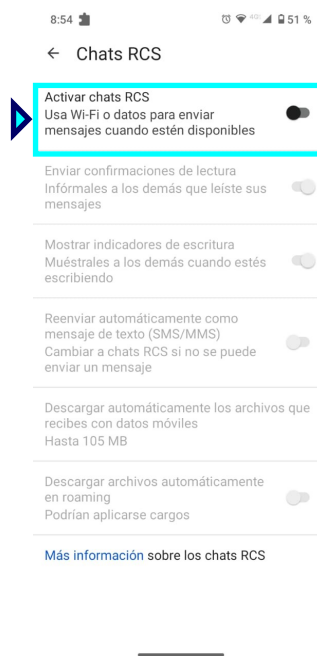 8:54
51 %
Chats RCS
Activar chats RCS
Usa Wi-Fi o datos para enviar
mensajes cuando estén disponibles
Enviar confirmaciones de lectura
Infórmales a los demás que leíste sus
mensajes
Mostrar indicadores de escritura
Muéstrales a los demás cuando estés
escribiendo
Reenviar automáticamente como
mensaje de texto (SMS/MMS)
Cambiar a chats RCS si no se puede
enviar un mensaje
Descargar automáticamente los archivos que
recibes con datos móviles
Hasta 105 MB
Descargar archivos automáticamente
en roaming
Podrían aplicarse cargos
Más información sobre los chats RCS